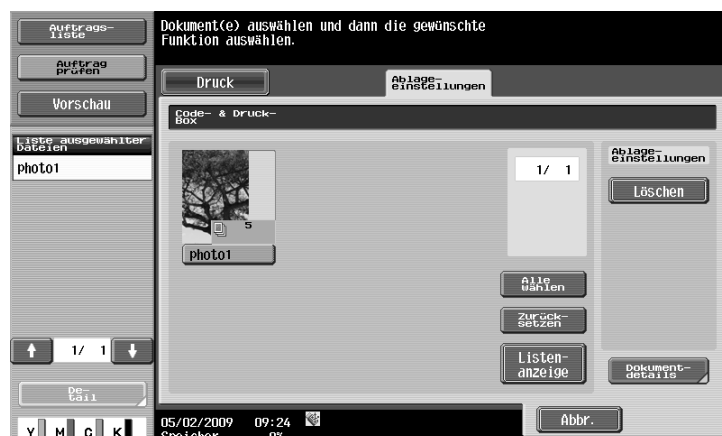 Auftrags-
liste
Auftrag
prüfen
Vorschau
Liste ausgewählter
Dateien
photo1
1/ 1
De-
tail
Y M C K
Dokument(e) auswählen und dann die gewünschte
Funktion auswählen.
Druck
Ablage-
einstellungen
Code- & Druck-
Box
5
photo1
1/ 1
Alle
wählen
Zurück-
setzen
Listen-
anzeige
Ablage-
einstellungen
Löschen
Dokument-
details
05/02/2009 09:24
Speicher 0%
Abbr.